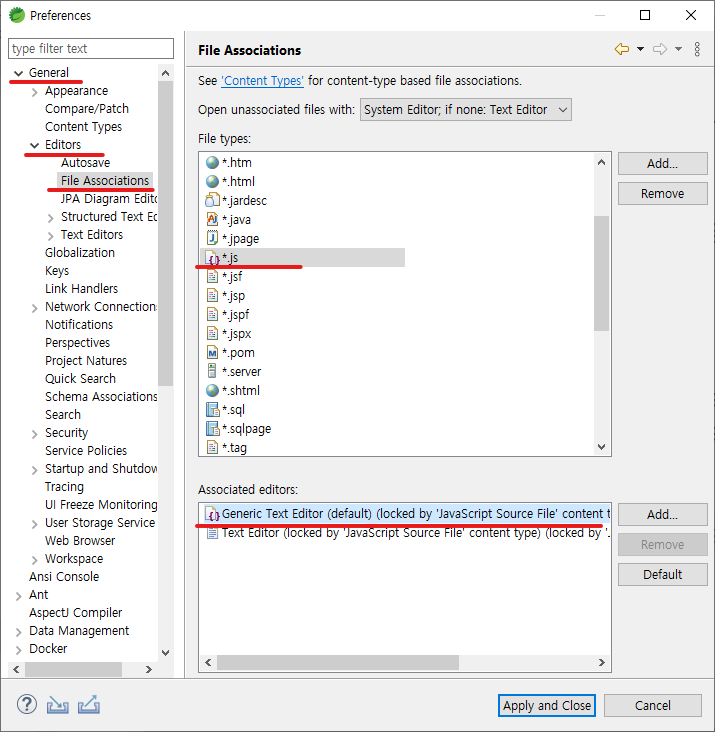 Preferences
type filter text
General
Appearance
Compare/Patch
Content Types
Editors
Autosave
File Associations
JPA Diagram Edito
Structured Text Ed
Text Editors
Globalization
Keys
Link Handlers
Network Connections
Notifications
Perspectives
Project Natures
Quick Search
Schema Associations
Search
Security
Service Policies
Startup and Shutdow
Tracing
UI Freeze Monitoring
User Storage Service
Web Browser
Workspace
Ansi Console
Ant
AspectJ Compiler
Data Management
Docker
File Associations
See 'Content Types' for content-type based file associations.
Open unassociated files with: System Editor; if none: Text Editor
File types:
*.htm
*.html
*.jardesc
*.java
*.jpage
*.js
*.jsf
*.jsp
*.jspf
*.jspx
*.pom
*.server
*.shtml
*.sql
*.sqlpage
*.tag
Add...
Remove
Associated editors:
Generic Text Editor (default) (locked by 'JavaScript Source File' content t
Text Editor (locked by 'JavaScript Source File' content type) (locked by '.
Add...
Remove
Default
Apply and Close
Cancel